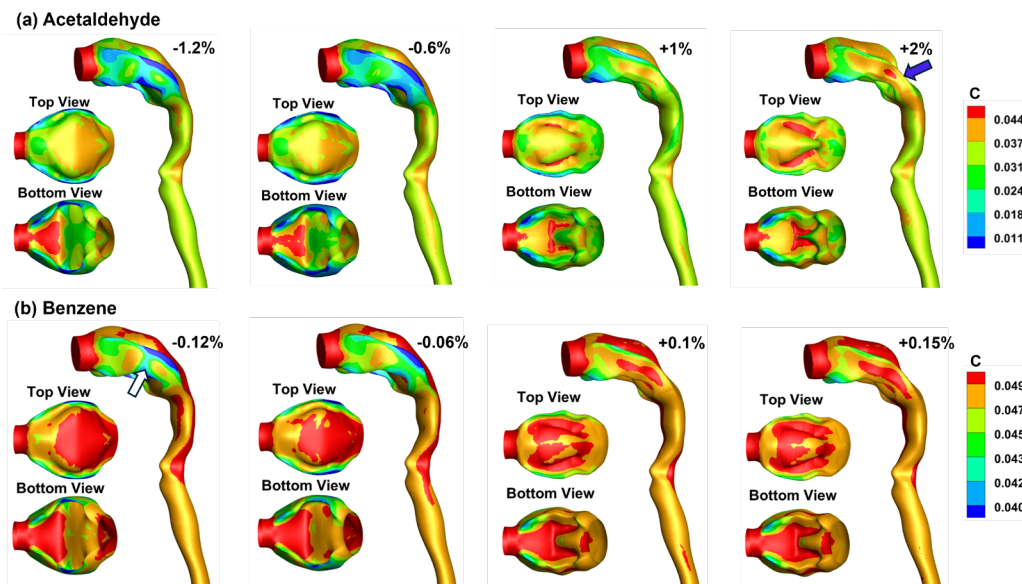 (a) Acetaldehyde
-1.2%
-0.6%
+1%
+2%
Top View
Top View
Top View
Top View
Bottom View
Bottom View
Bottom View
Bottom View
C
0.044
0.037
0.031
0.024
0.018
0.011
(b) Benzene
-0.12%
-0.06%
+0.1%
+0.15%
Top View
Top View
Top View
Top View
Bottom View
Bottom View
Bottom View
Bottom View
C
0.049
0.047
0.045
0.043
0.042
0.040